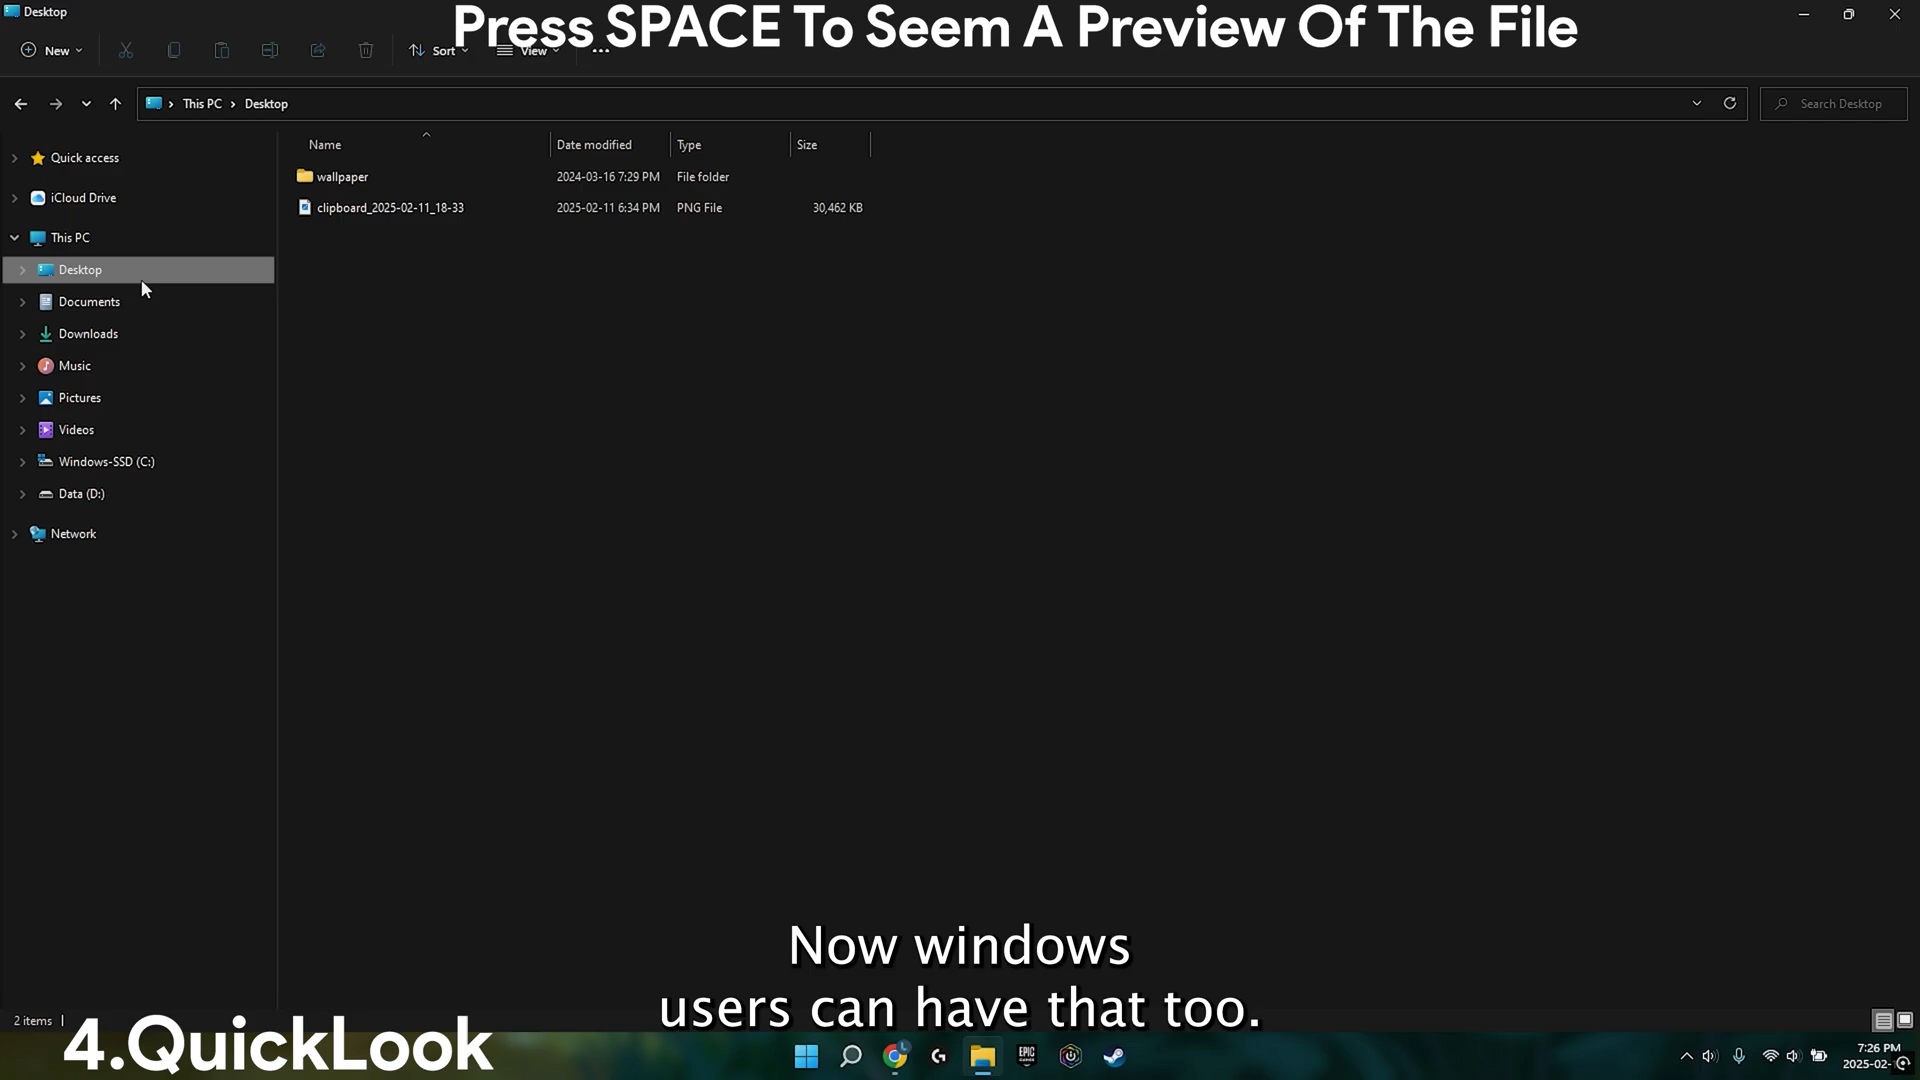 Desktop
Press SPACE To Seem A Preview Of The File
New
Sort
View
This PC
Desktop
Search Desktop
Name
Date modified
Type
Size
Quick access
wallpaper
2024-03-16 7:29 PM
File folder
iCloud Drive
clipboard_2025-02-11_18-33
2025-02-11 6:34 PM
PNG File
30,462 KB
This PC
Desktop
Documents
Downloads
Music
Pictures
Videos
Windows-SSD (C:)
Data (D:)
Network
Now windows
users can have that too.
2 items
4.QuickLook
EPIC
GAMES
7:26 PM
2025-02-